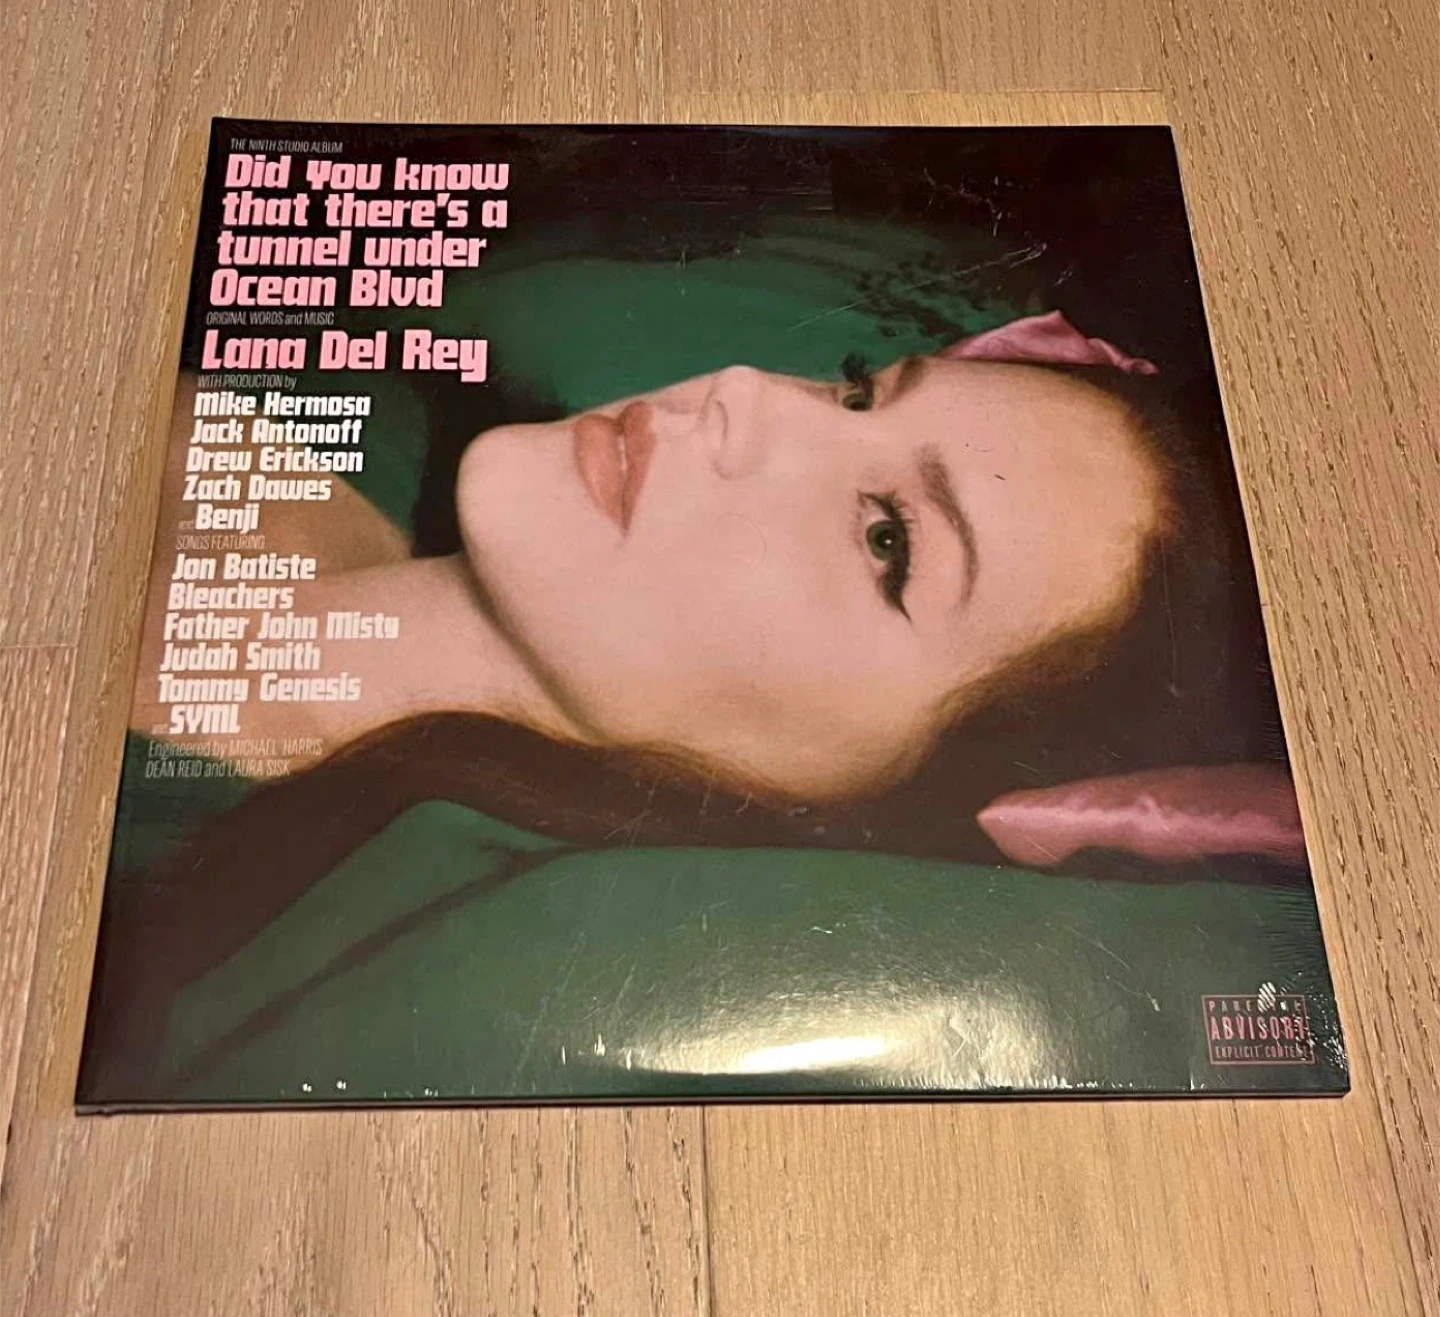 THE NINTH STUDIO ALBUM
Did you know
that there's a
tunnel under
Ocean Blvd
ORIGINAL WORDS and MUSIC
Lana Del Rey
WITH PRODUCTION by
Mike Hermosa
Jack Antonoff
Drew Erickson
Zach Dawes
and Benji
SONGS FEATURING
Jon Batiste
Bleachers
Father John Misty
Judah Smith
Tommy Genesis
and SYML
Engineered by MICHAEL HARRIS
DEAN REID and LAURA SISK
PARENTAL
ADVISORY
EXPLICIT CONTENT